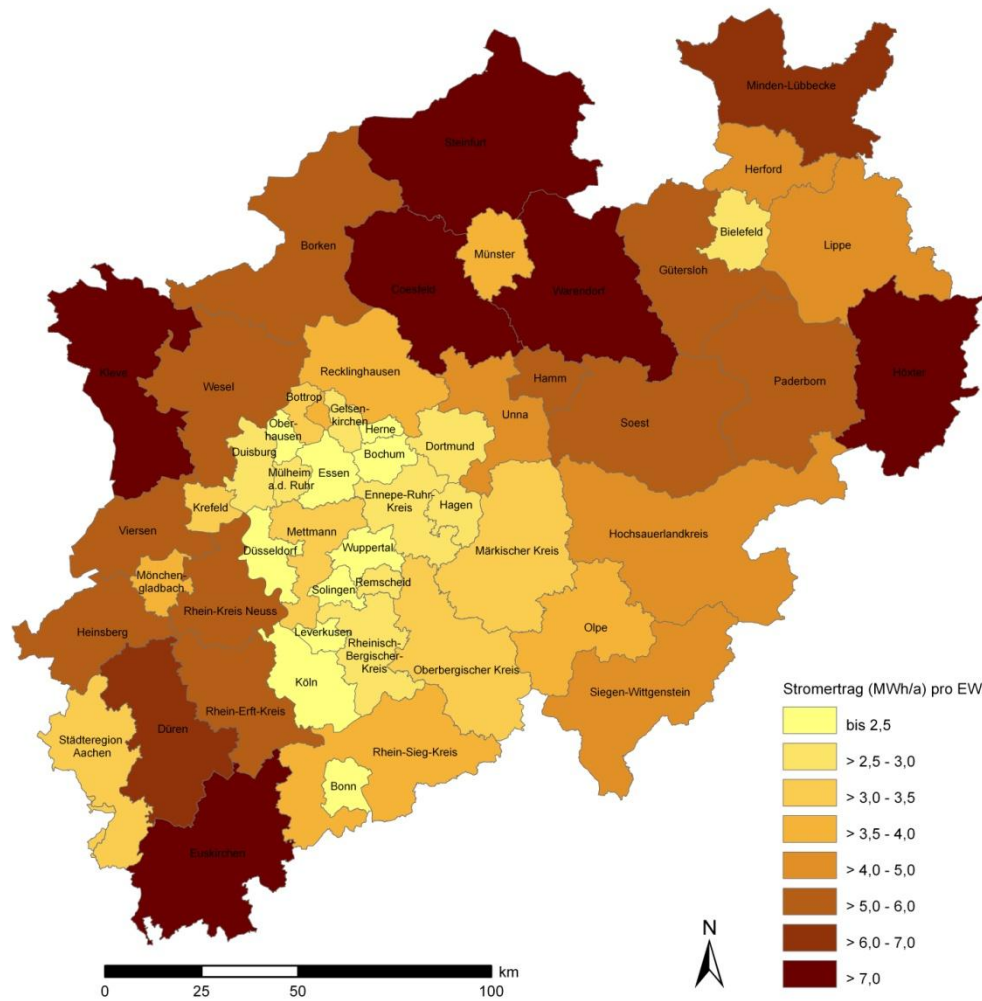 Minden-Lübbecke
Steinfurt
Herford
Bielefeld
Lippe
Borken
Münster
Gütersloh
Coesfeld
Warendorf
Kleve
Wesel
Recklinghausen
Hamm
Paderborn
Höxter
Bottrop
Gelsen-
kirchen
Unna
Soest
Ober-
hausen
Herne
Dortmund
Duisburg
Essen
Bochum
Mülheim
a.d. Ruhr
Ennepe-Ruhr-
Kreis
Hagen
Krefeld
Viersen
Mettmann
Hochsauerlandkreis
Düsseldorf
Wuppertal
Märkischer Kreis
Mönchen-
gladbach
Solingen
Remscheid
Rhein-Kreis Neuss
Heinsberg
Leverkusen
Rheinisch-
Bergischer-
Kreis
Olpe
Oberbergischer Kreis
Köln
Siegen-Wittgenstein
Rhein-Erft-Kreis
Düren
Städteregion
Aachen
Rhein-Sieg-Kreis
Bonn
Euskirchen
Stromertrag (MWh/a) pro EW
bis 2,5
> 2,5 - 3,0
> 3,0 - 3,5
> 3,5 - 4,0
> 4,0 - 5,0
> 5,0 - 6,0
> 6,0 - 7,0
> 7,0
N
km
0 25 50 100